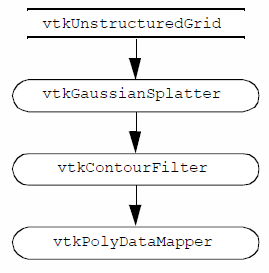 vtkUnstructuredGrid
vtkGaussianSplatter
vtkContourFilter
vtkPolyDataMapper